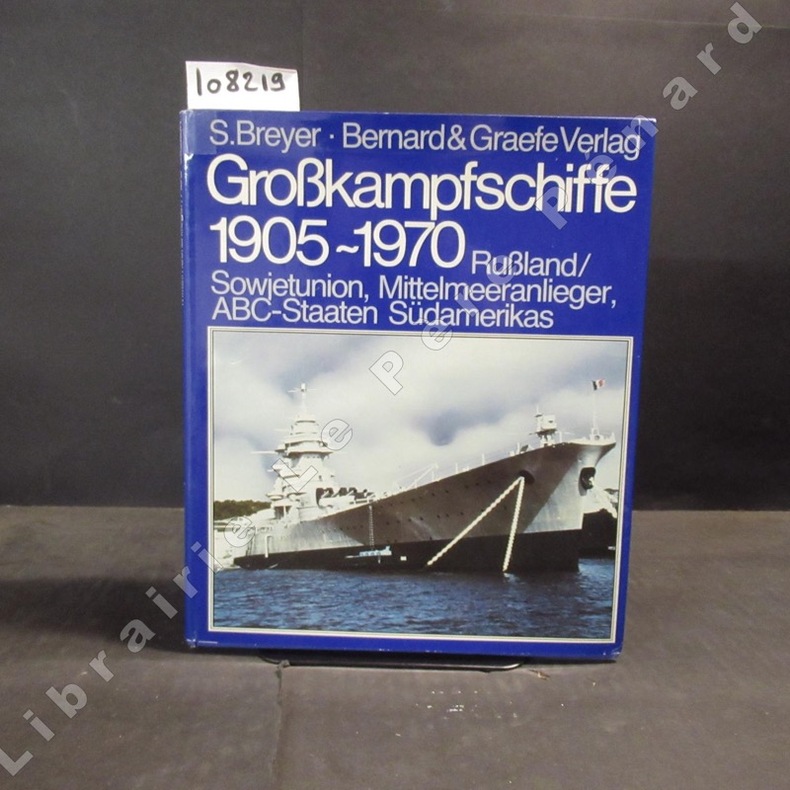 108219
S.Breyer · Bernard & Graefe Verlag
Großkampfschiffe
1905~1970 Rußland/
Sowjetunion, Mittelmeeranlieger,
ABC-Staaten Südamerikas
Librairie Le Père Pénard